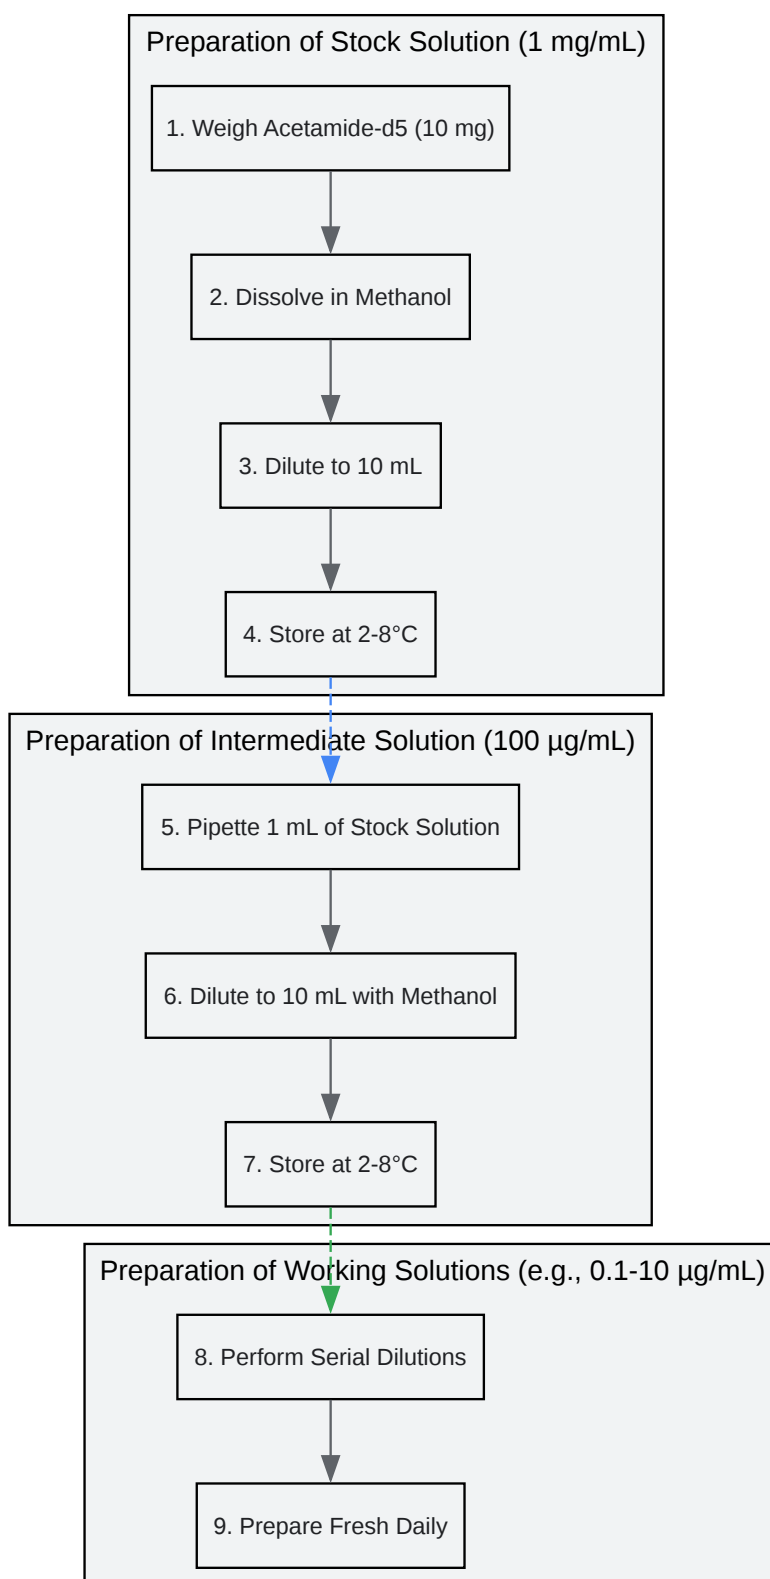 Preparation of Stock Solution (1 mg/mL)
1. Weigh Acetamide-d5 (10 mg)
2. Dissolve in Methanol
3. Dilute to 10 mL
4. Store at 2-8°C
Preparation of Intermediate Solution (100 µg/mL)
5. Pipette 1 mL of Stock Solution
6. Dilute to 10 mL with Methanol
7. Store at 2-8°C
Preparation of Working Solutions (e.g., 0.1-10 µg/mL)
8. Perform Serial Dilutions
9. Prepare Fresh Daily